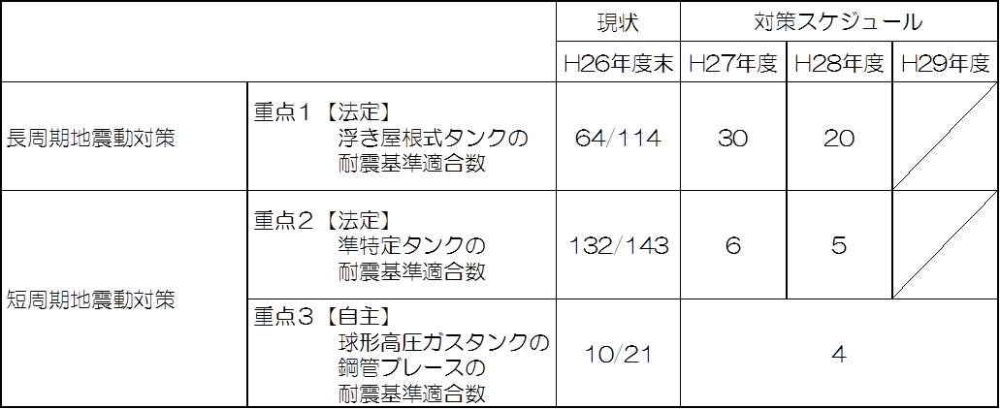 現状
対策スケジュール
H26年度末
H27年度
H28年度
H29年度
長周期地震動対策
重点1【法定】
浮き屋根式タンクの
耐震基準適合数
64/114
30
20
短周期地震動対策
重点2【法定】
準特定タンクの
耐震基準適合数
132/143
6
5
重点3【自主】
球形高圧ガスタンクの
鋼管ブレースの
耐震基準適合数
10/21
4